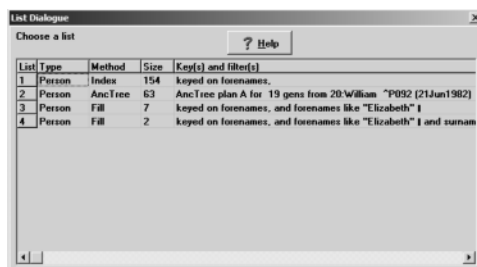 List Dialogue
Choose a list
? Help
List Type Method Size Key(s) and filter(s)
1 Person Index 154 keyed on forenames,
2 Person AncTree 63 AncTree plan A for 19 gens from 20:William ^P092 (21Jun1982)
3 Person Fill 7 keyed on forenames, and forenames like "Elizabeth" |
4 Person Fill 2 keyed on forenames, and forenames like "Elizabeth" | and surnam